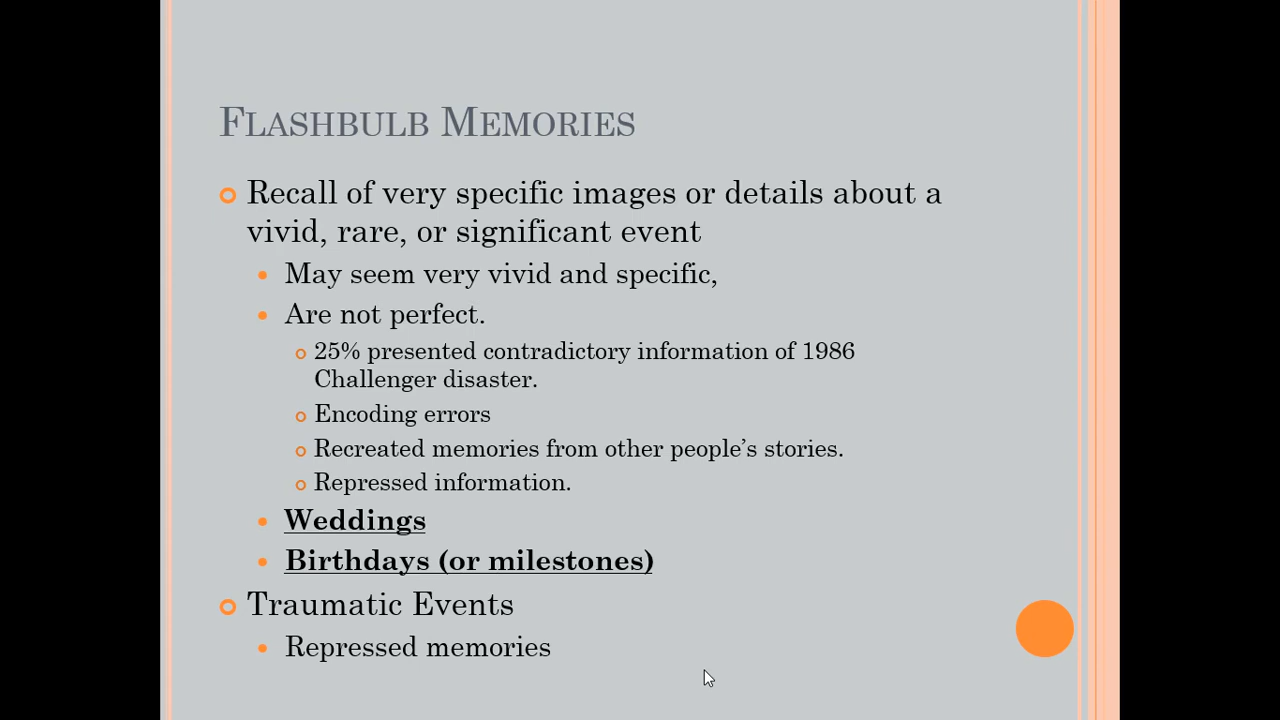 Flashbulb Memories
Recall of very specific images or details about a
vivid, rare, or significant event
May seem very vivid and specific,
Are not perfect.
25% presented contradictory information of 1986
Challenger disaster.
Encoding errors
Recreated memories from other people's stories.
Repressed information.
Weddings
Birthdays (or milestones)
Traumatic Events
Repressed memories